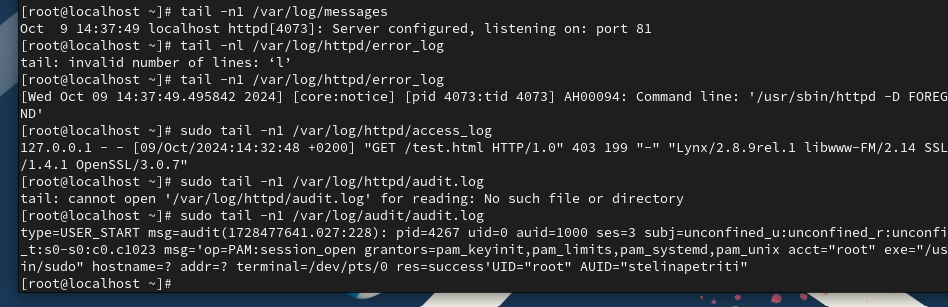 [root@localhost ~]# tail -n1 /var/log/messages
Oct  9 14:37:49 localhost httpd[4073]: Server configured, listening on: port 81
[root@localhost ~]# tail -nl /var/log/httpd/error_log
tail: invalid number of lines: ‘l’
[root@localhost ~]# tail -n1 /var/log/httpd/error_log
[Wed Oct 09 14:37:49.495842 2024] [core:notice] [pid 4073:tid 4073] AH00094: Command line: '/usr/sbin/httpd -D FOREG
ND'
[root@localhost ~]# sudo tail -n1 /var/log/httpd/access_log
127.0.0.1 - - [09/Oct/2024:14:32:48 +0200] "GET /test.html HTTP/1.0" 403 199 "-" "Lynx/2.8.9rel.1 libwww-FM/2.14 SSL
/1.4.1 OpenSSL/3.0.7"
[root@localhost ~]# sudo tail -n1 /var/log/httpd/audit.log
tail: cannot open '/var/log/httpd/audit.log' for reading: No such file or directory
[root@localhost ~]# sudo tail -n1 /var/log/audit/audit.log
type=USER_START msg=audit(1728477641.027:228): pid=4267 uid=0 auid=1000 ses=3 subj=unconfined_u:unconfined_r:unconfi
_t:s0-s0:c0.c1023 msg='op=PAM:session_open grantors=pam_keyinit,pam_limits,pam_systemd,pam_unix acct="root" exe="/us
in/sudo" hostname=? addr=? terminal=/dev/pts/0 res=success'UID="root" AUID="stelinapetriti"
[root@localhost ~]#